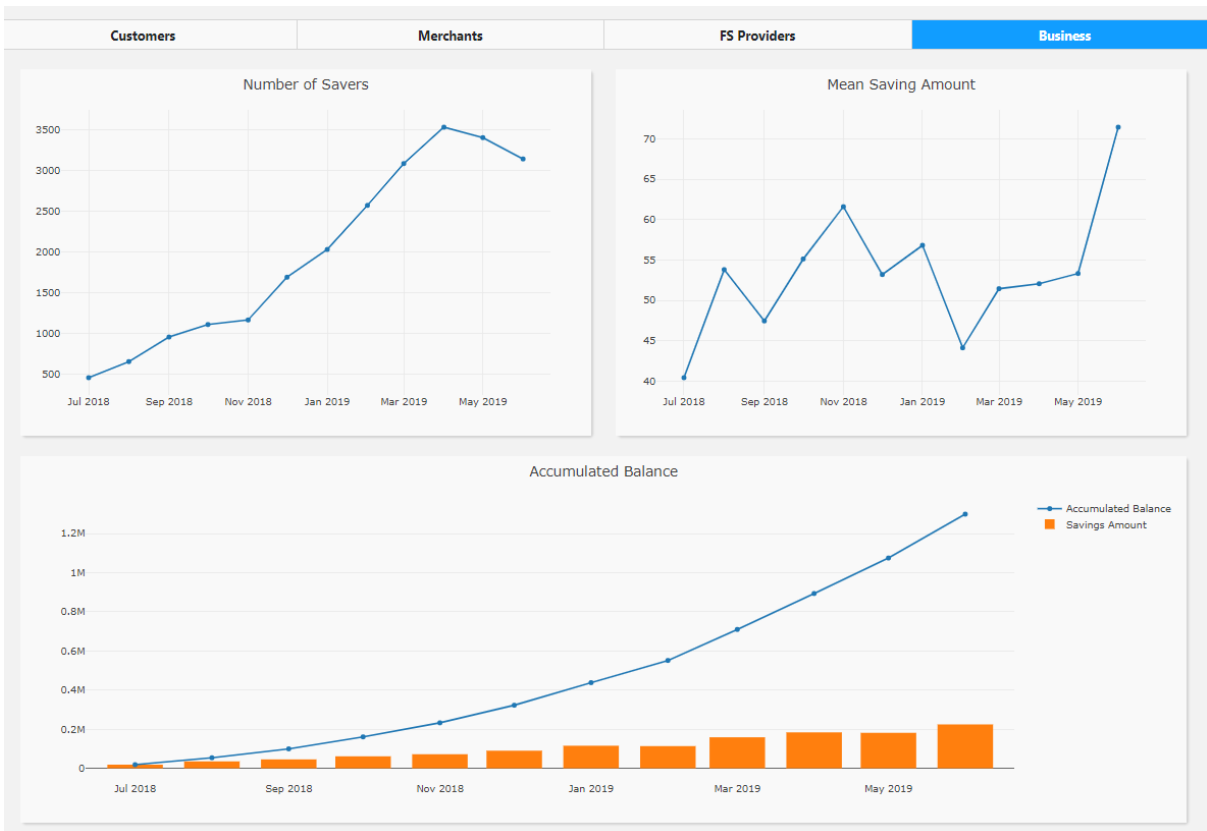 Customers Merchants FS Providers Business
Number of Savers
3500
3000
2500
2000
1500
1000
500
Jul 2018 Sep 2018 Nov 2018 Jan 2019 Mar 2019 May 2019
Mean Saving Amount
70
65
60
55
50
45
40
Jul 2018 Sep 2018 Nov 2018 Jan 2019 Mar 2019 May 2019
Accumulated Balance
Accumulated Balance
Savings Amount
1.2M
1M
0.8M
0.6M
0.4M
0.2M
0
Jul 2018 Sep 2018 Nov 2018 Jan 2019 Mar 2019 May 2019